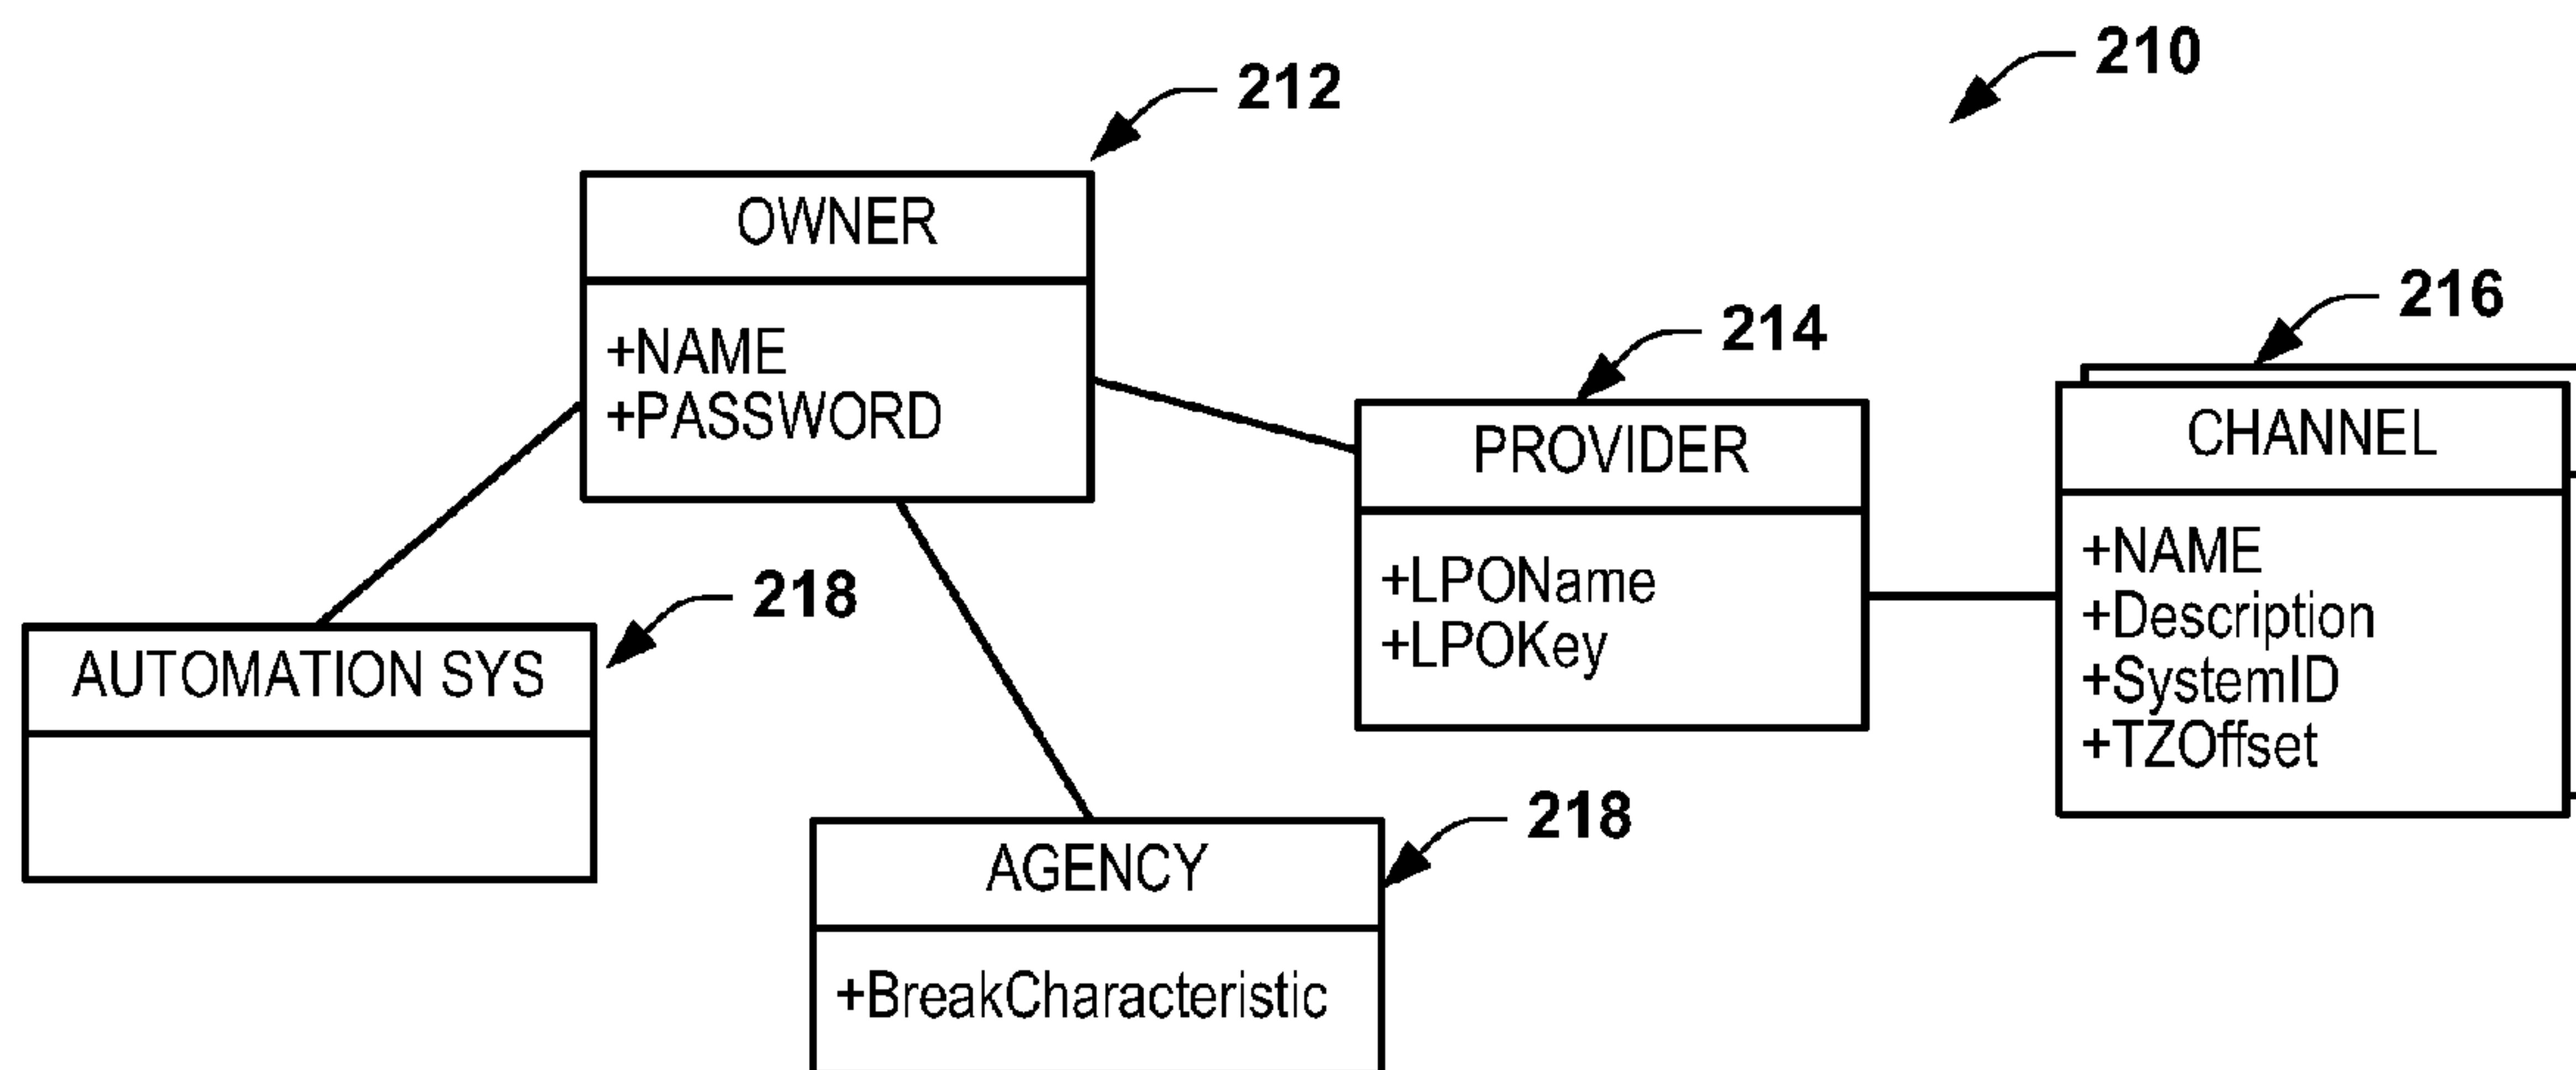 210
212
OWNER
+NAME
+PASSWORD
214
PROVIDER
+LPOName
+LPOKey
216
CHANNEL
+NAME
+Description
+SystemID
+TZOffset
218
AUTOMATION SYS
218
AGENCY
+BreakCharacteristic